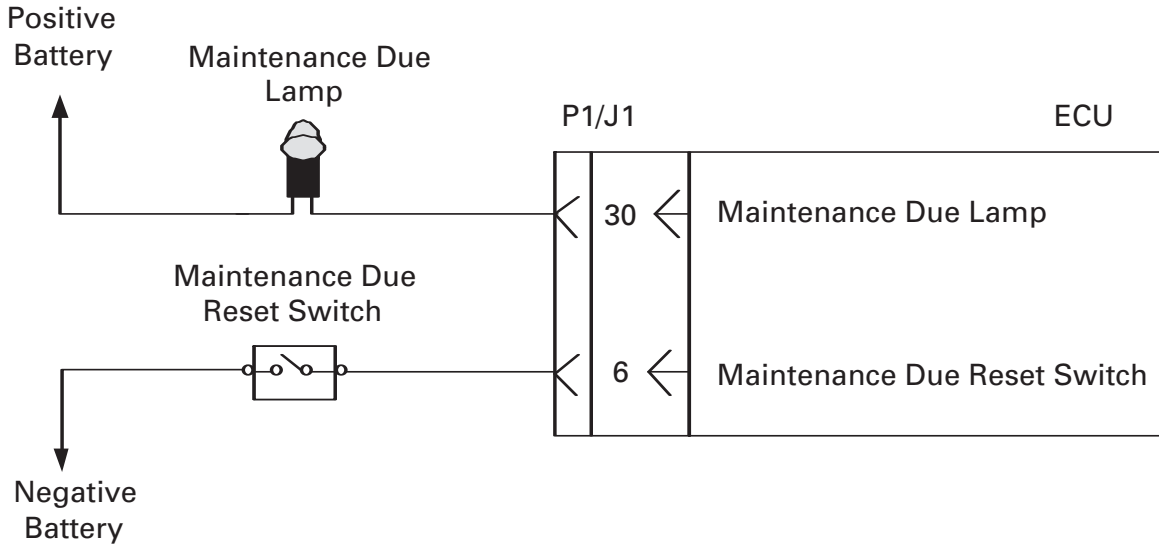 Positive
Battery
Maintenance Due
Lamp
P1/J1
ECU
30
Maintenance Due Lamp
Maintenance Due
Reset Switch
6
Maintenance Due Reset Switch
Negative
Battery